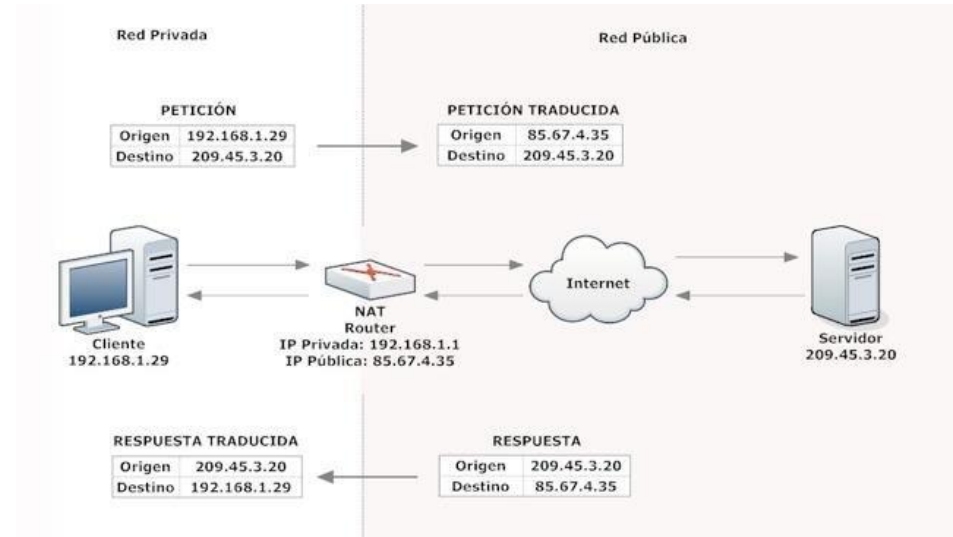 Red Privada
Red Pública
PETICIÓN
Origen 192.168.1.29
Destino 209.45.3.20
PETICIÓN TRADUCIDA
Origen 85.67.4.35
Destino 209.45.3.20
Cliente
192.168.1.29
NAT
Router
IP Privada: 192.168.1.1
IP Pública: 85.67.4.35
Internet
Servidor
209.45.3.20
RESPUESTA TRADUCIDA
Origen 209.45.3.20
Destino 192.168.1.29
RESPUESTA
Origen 209.45.3.20
Destino 85.67.4.35